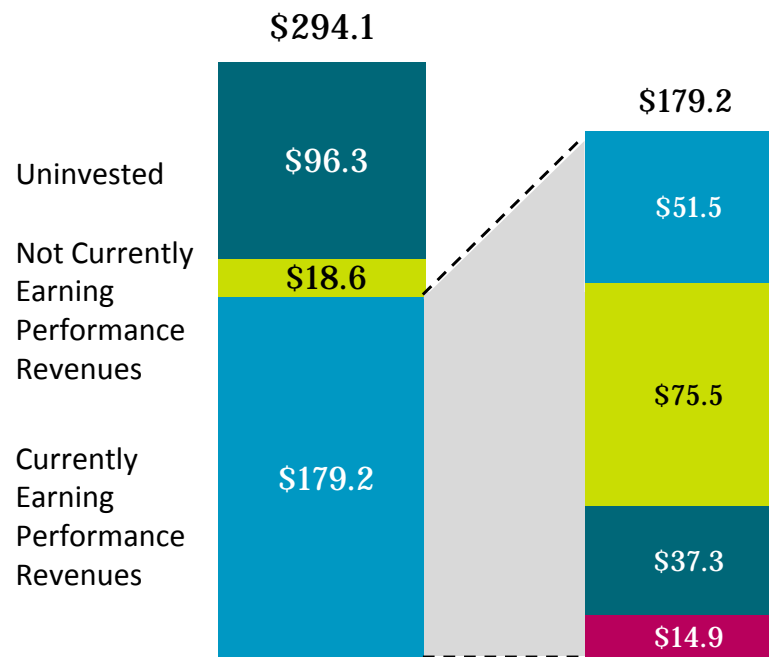 $294.1
$179.2
Uninvested
$96.3
$51.5
Not Currently
Earning
Performance
Revenues
$18.6
$75.5
Currently
Earning
Performance
Revenues
$179.2
$37.3
$14.9